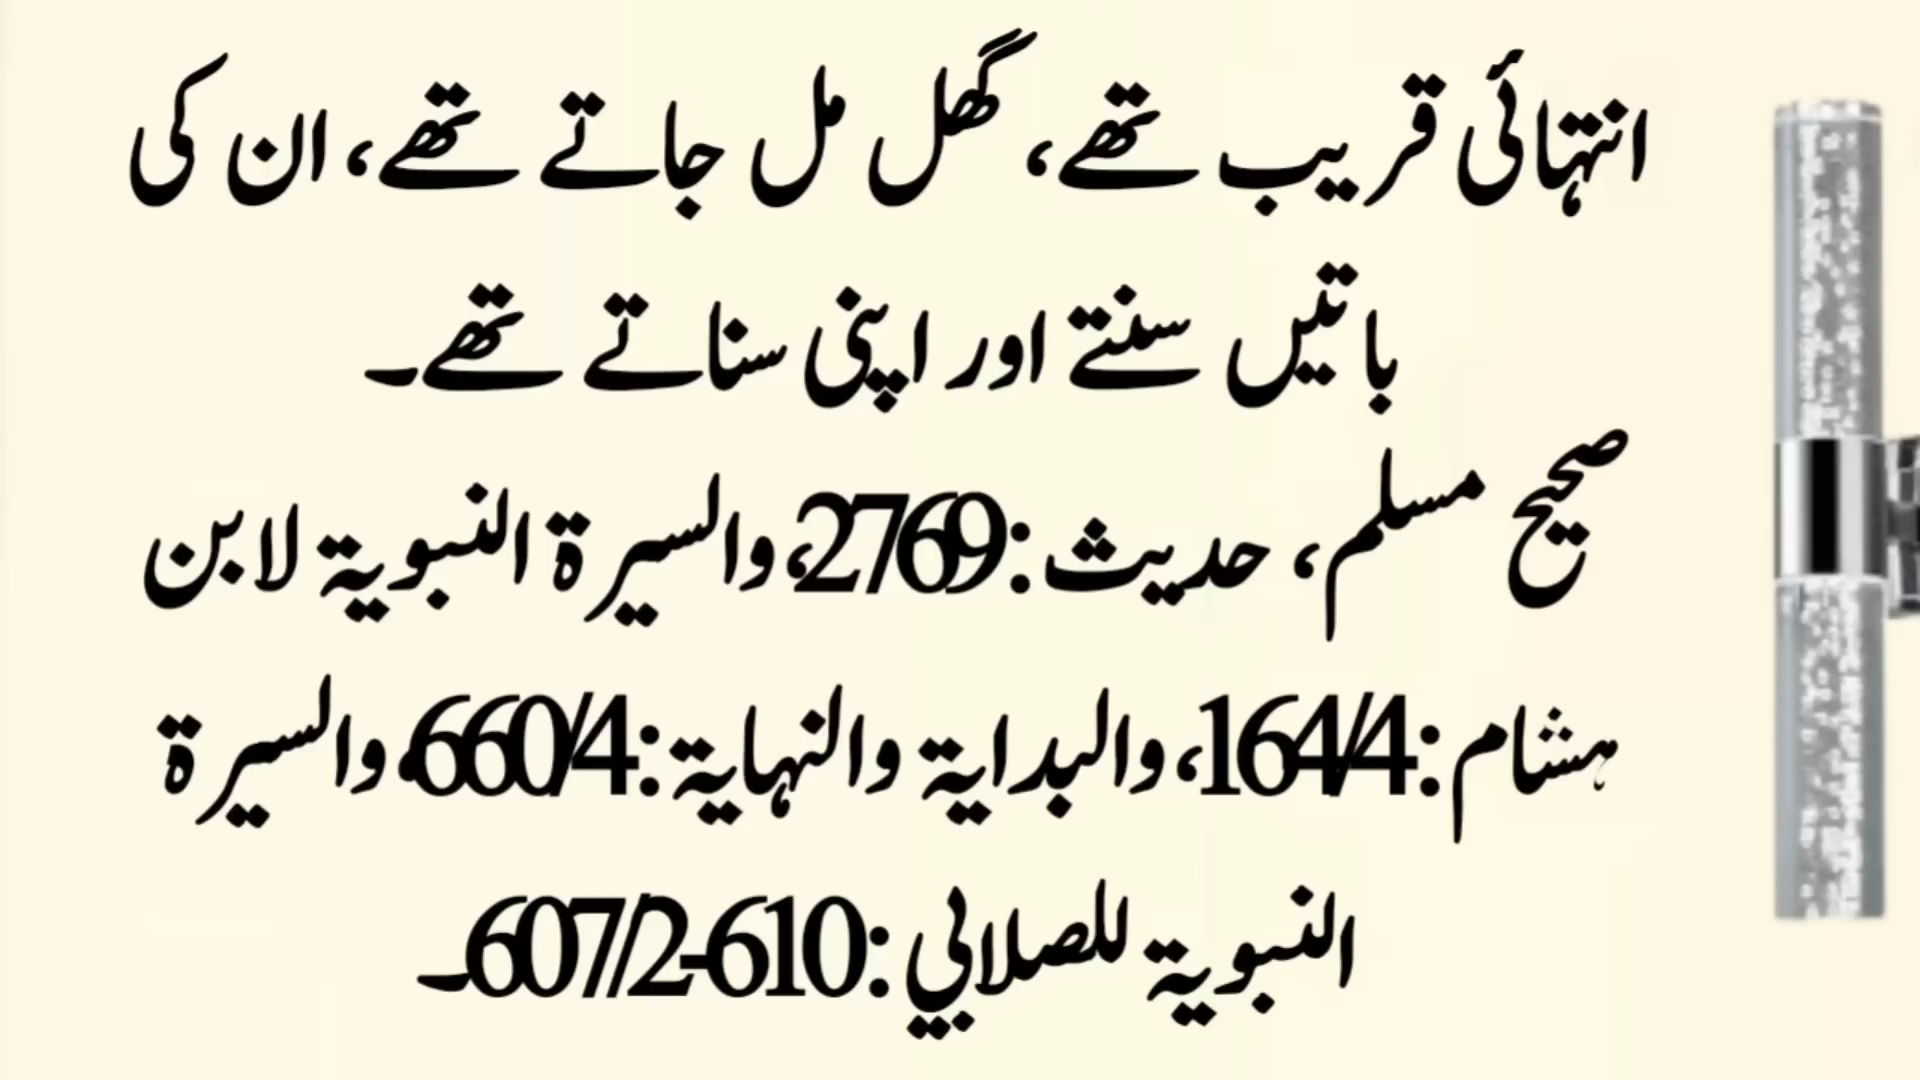 انتہائی قریب تھے، گھل مل جاتے تھے، ان کی
باتیں سنتے اور اپنی سناتے تھے۔
صحیح مسلم، حدیث:2769، والسیرۃ النبویۃ لابن
ہشام:164/4، والبدایۃ والنہایۃ:660/4، والسیرۃ
النبویۃ للصلابي:610-607/2۔